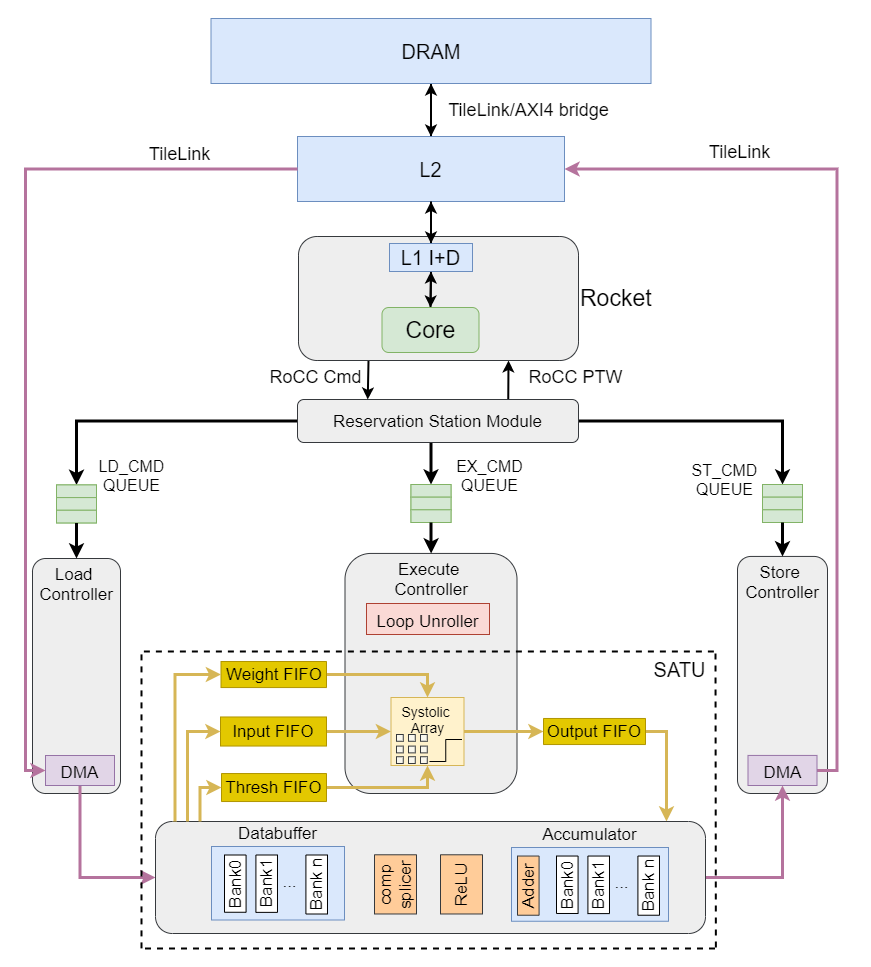 DRAM
TileLink/AXI4 bridge
TileLink
L2
TileLink
L1 I+D
Rocket
Core
RoCC Cmd
RoCC PTW
Reservation Station Module
LD_CMD
QUEUE
EX_CMD
QUEUE
ST_CMD
QUEUE
Load
Controller
Execute
Controller
Store
Controller
Loop Unroller
SATU
Weight FIFO
Systolic
Array
Input FIFO
Output FIFO
Thresh FIFO
DMA
DMA
Databuffer
Accumulator
Bank0
Bank1
...
Bank n
comp
splicer
ReLU
Adder
Bank0
Bank1
...
Bank n